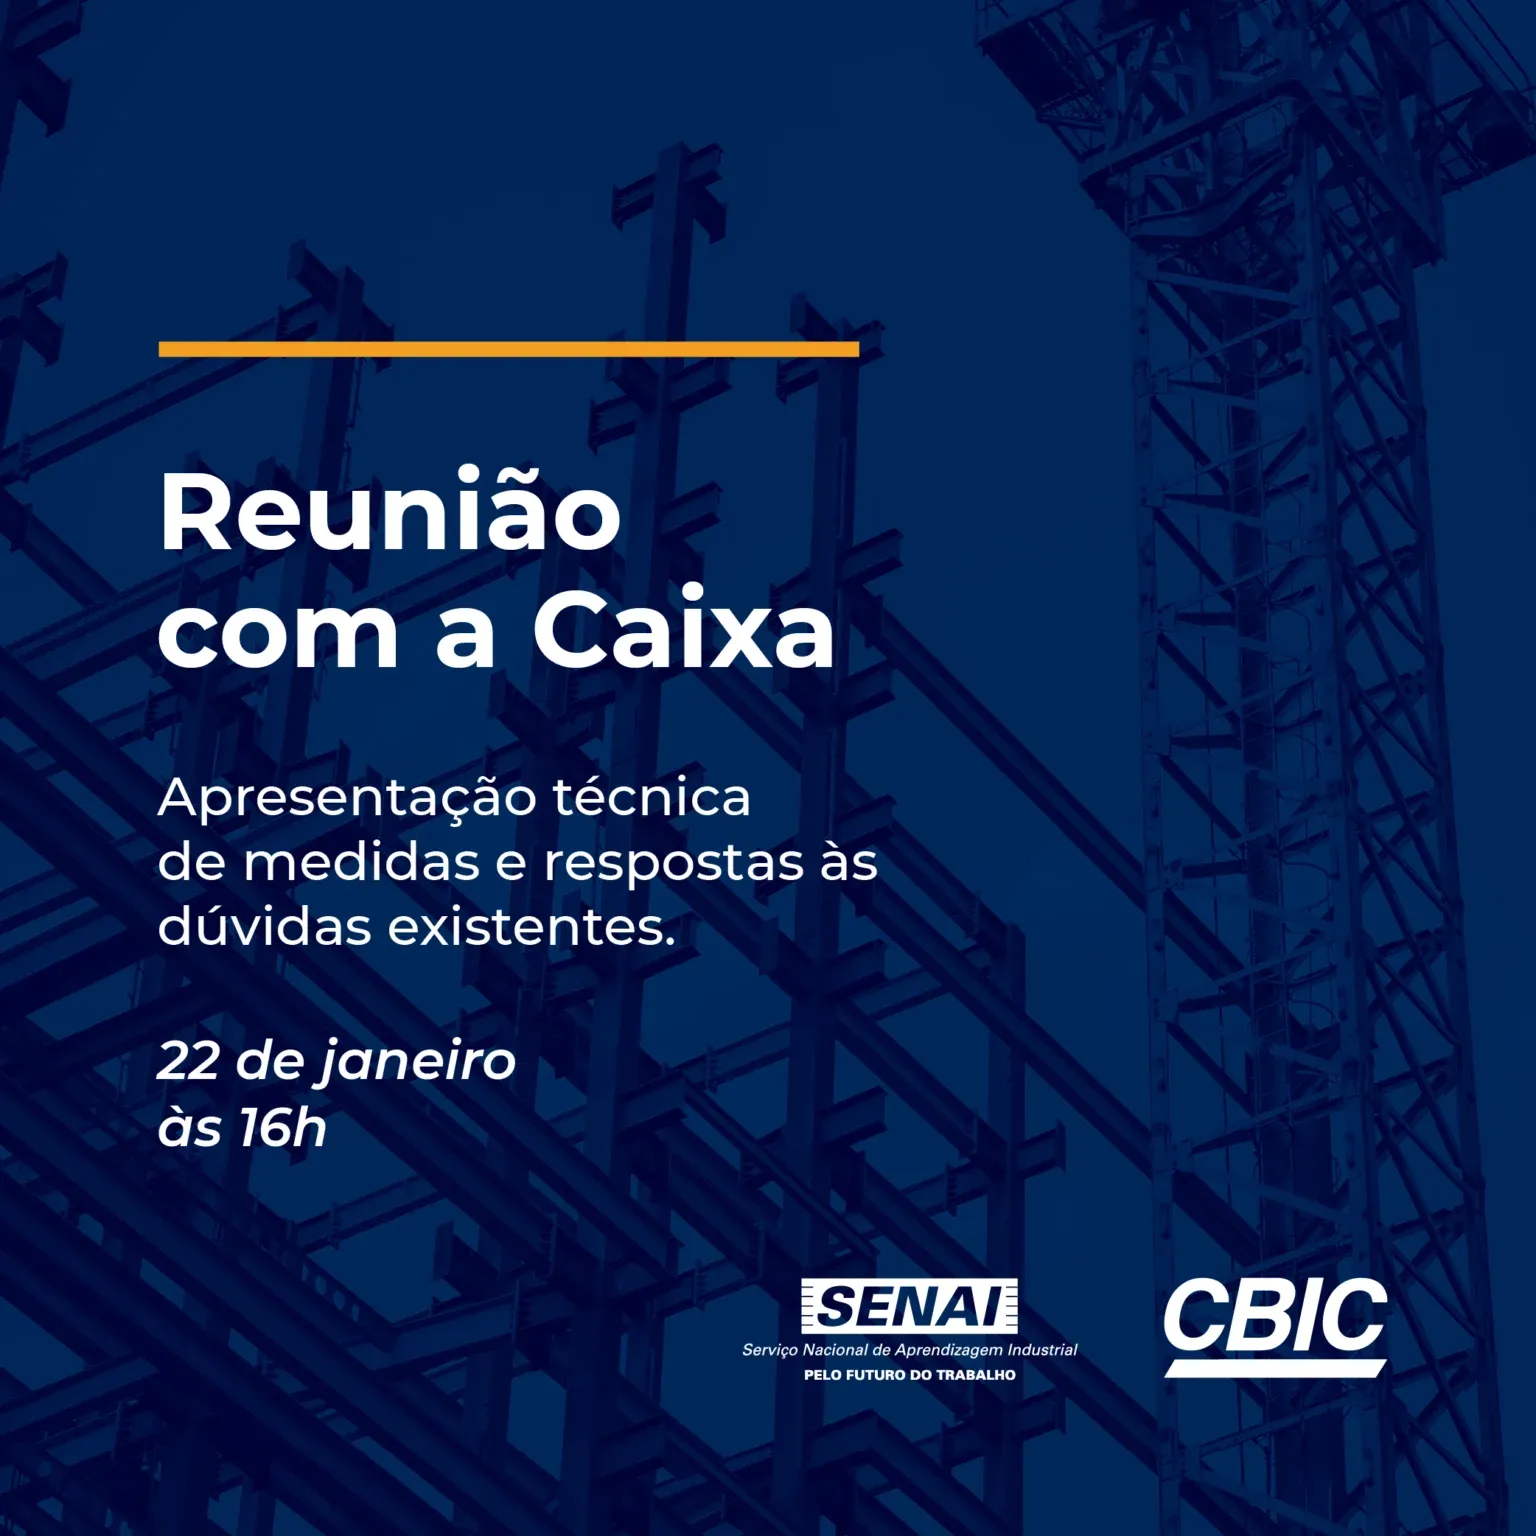 Reunião
com a Caixa
Apresentação técnica
de medidas e respostas às
dúvidas existentes.
22 de janeiro
às 16h
SENAI
Serviço Nacional de Aprendizagem Industrial
PELO FUTURO DO TRABALHO
CBIC